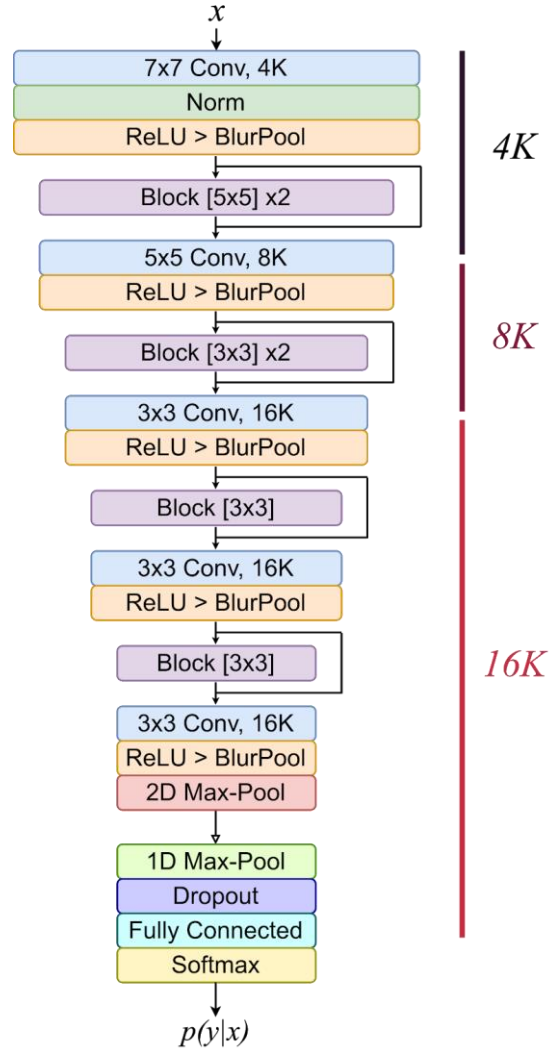 x
7x7 Conv, 4K
Norm
ReLU > BlurPool
Block [5x5] x2
4K
5x5 Conv, 8K
ReLU > BlurPool
Block [3x3] x2
8K
3x3 Conv, 16K
ReLU > BlurPool
Block [3x3]
3x3 Conv, 16K
ReLU > BlurPool
Block [3x3]
16K
3x3 Conv, 16K
ReLU > BlurPool
2D Max-Pool
1D Max-Pool
Dropout
Fully Connected
Softmax
p(y|x)